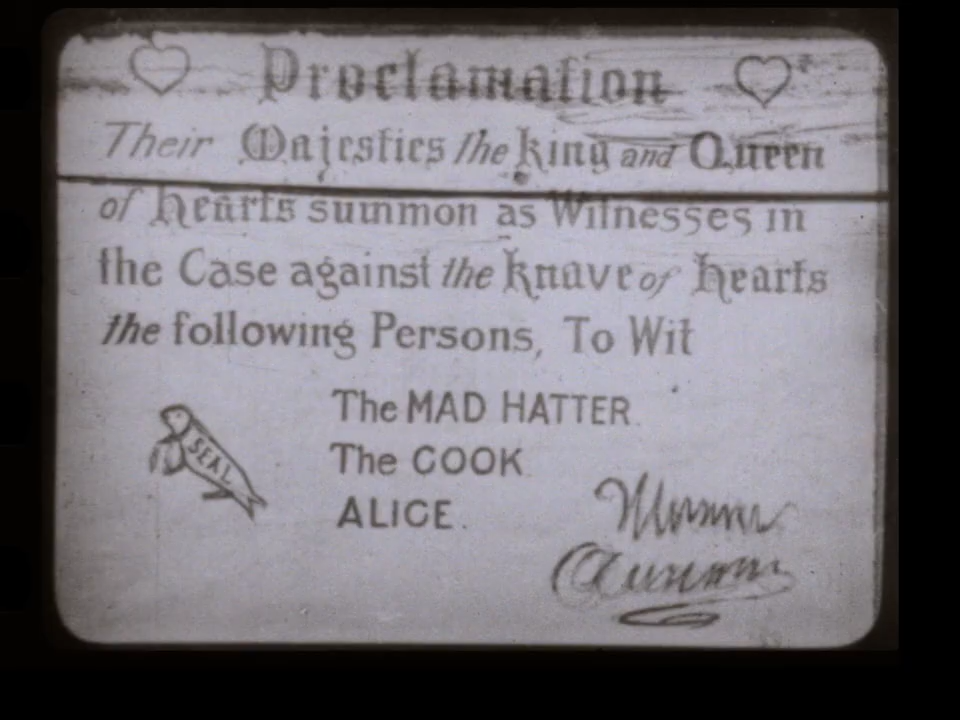 Proclamation
Their Majesties the King and Queen
of Hearts summon as Witnesses in
the Case against the Knave of Hearts
the following Persons, To Wit
The MAD HATTER.
The COOK
ALICE.
SEAL